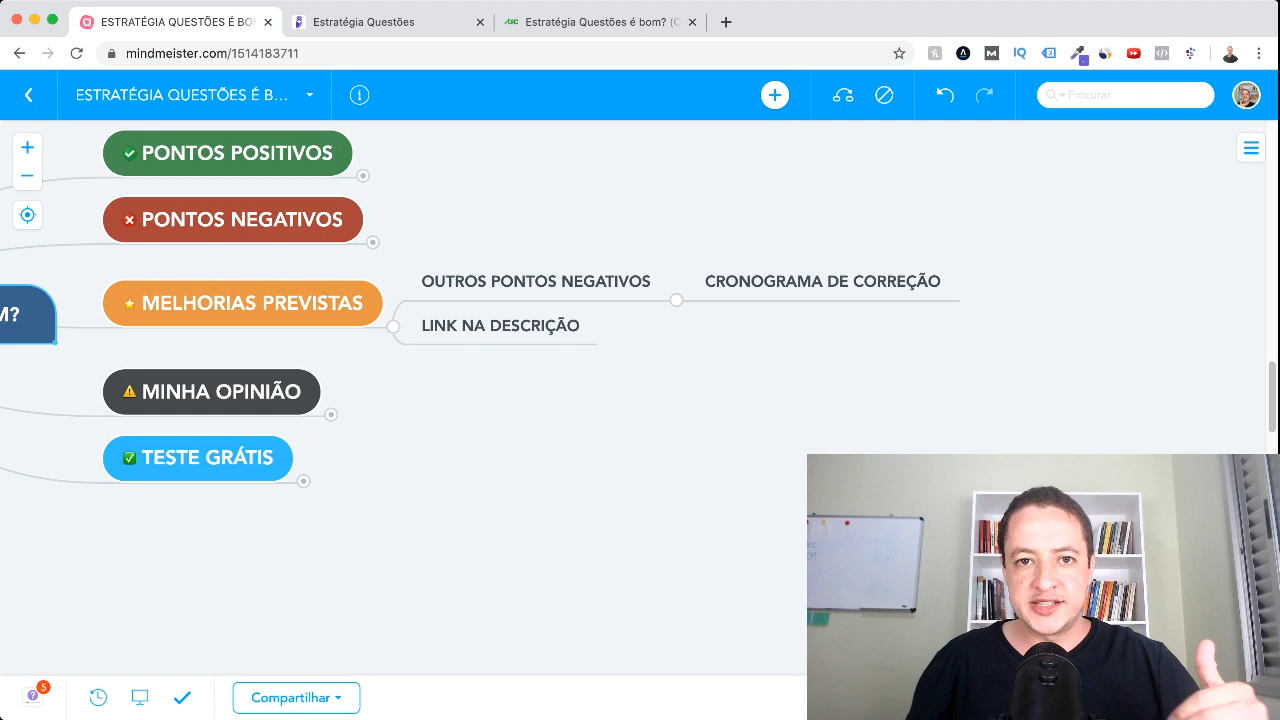 ESTRATÉGIA QUESTÕES É BO
Estratégia Questões
Estratégia Questões é bom? (C
mindmeister.com/1514183711
ESTRATÉGIA QUESTÕES É B...
Procurar
PONTOS POSITIVOS
PONTOS NEGATIVOS
M?
MELHORIAS PREVISTAS
OUTROS PONTOS NEGATIVOS
CRONOGRAMA DE CORREÇÃO
LINK NA DESCRIÇÃO
MINHA OPINIÃO
TESTE GRÁTIS
5
Compartilhar